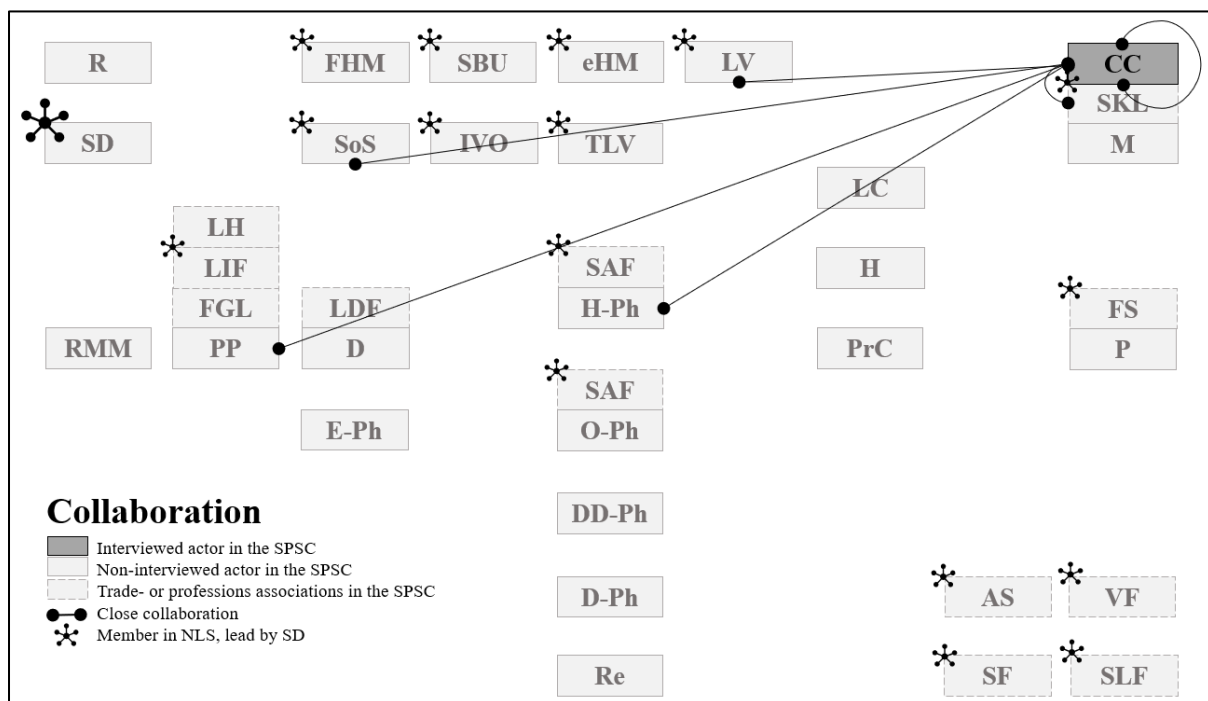 R
FHM
SBU
eHM
LV
CC
SKL
SD
SoS
IVO
TLV
M
LC
LH
LIF
SAF
H
FGL
LDF
H-Ph
FS
RMM
PP
D
PrC
P
SAF
E-Ph
O-Ph
Collaboration
Interviewed actor in the SPSC
Non-interviewed actor in the SPSC
Trade- or professions associations in the SPSC
Close collaboration
Member in NLS, lead by SD
DD-Ph
D-Ph
AS
VF
Re
SF
SLF